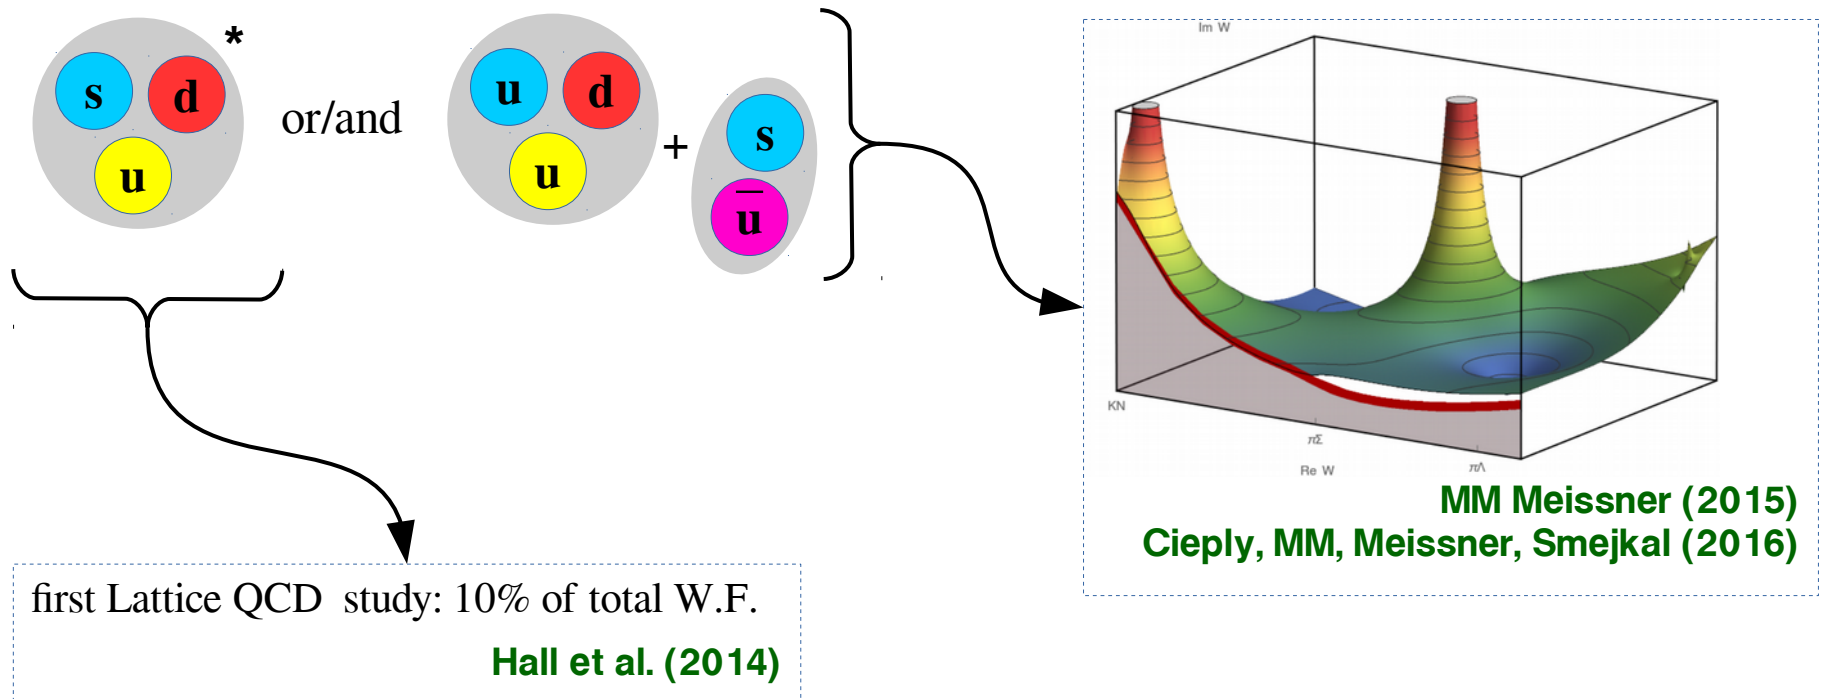 s d *
u
or/and
u d
u
+
s
u̅
Im W
KN
πΣ
πΛ
Re W
MM Meissner (2015)
Cieply, MM, Meissner, Smejkal (2016)
first Lattice QCD study: 10% of total W.F.
Hall et al. (2014)